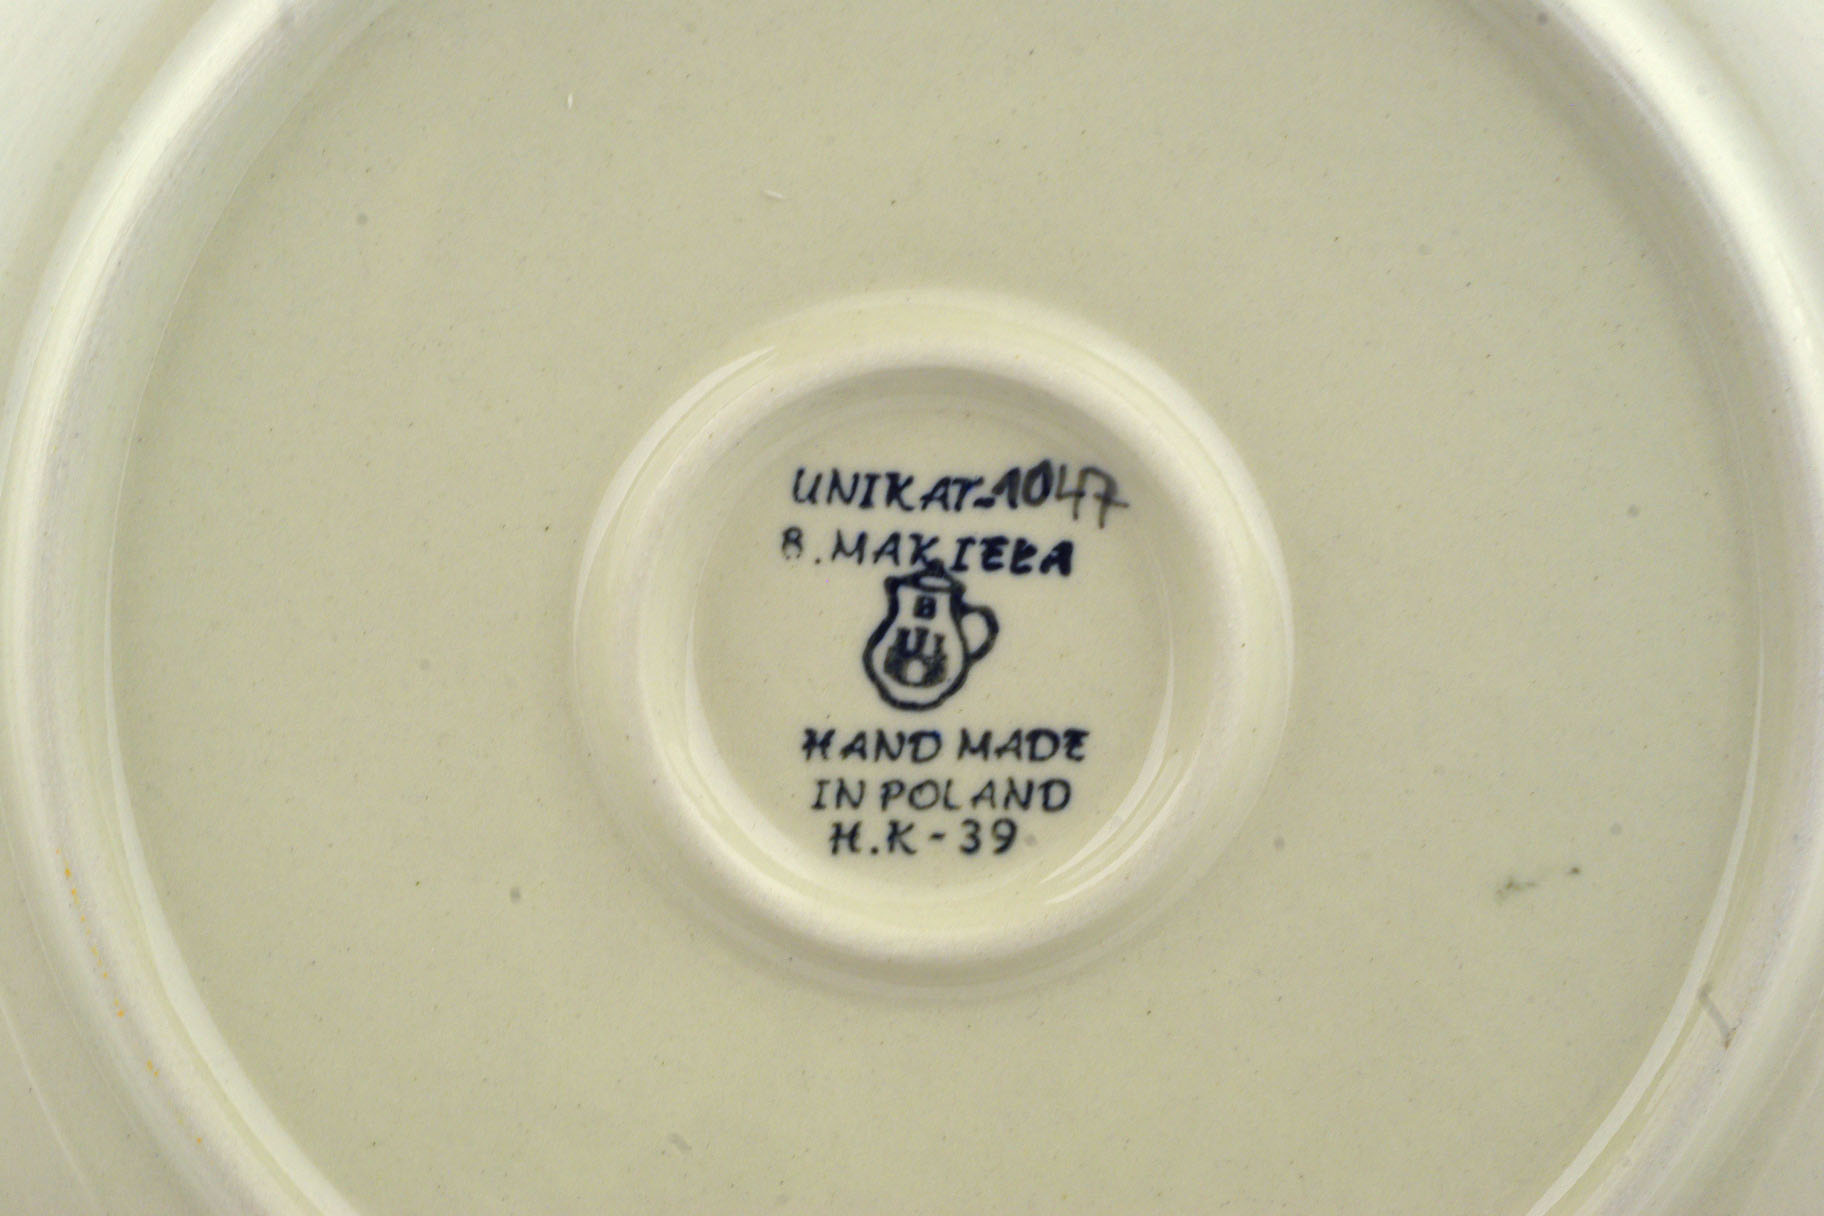 UNIKAT-1047
B.MAKIEŁA
B
HAND MADE
IN POLAND
H.K-39